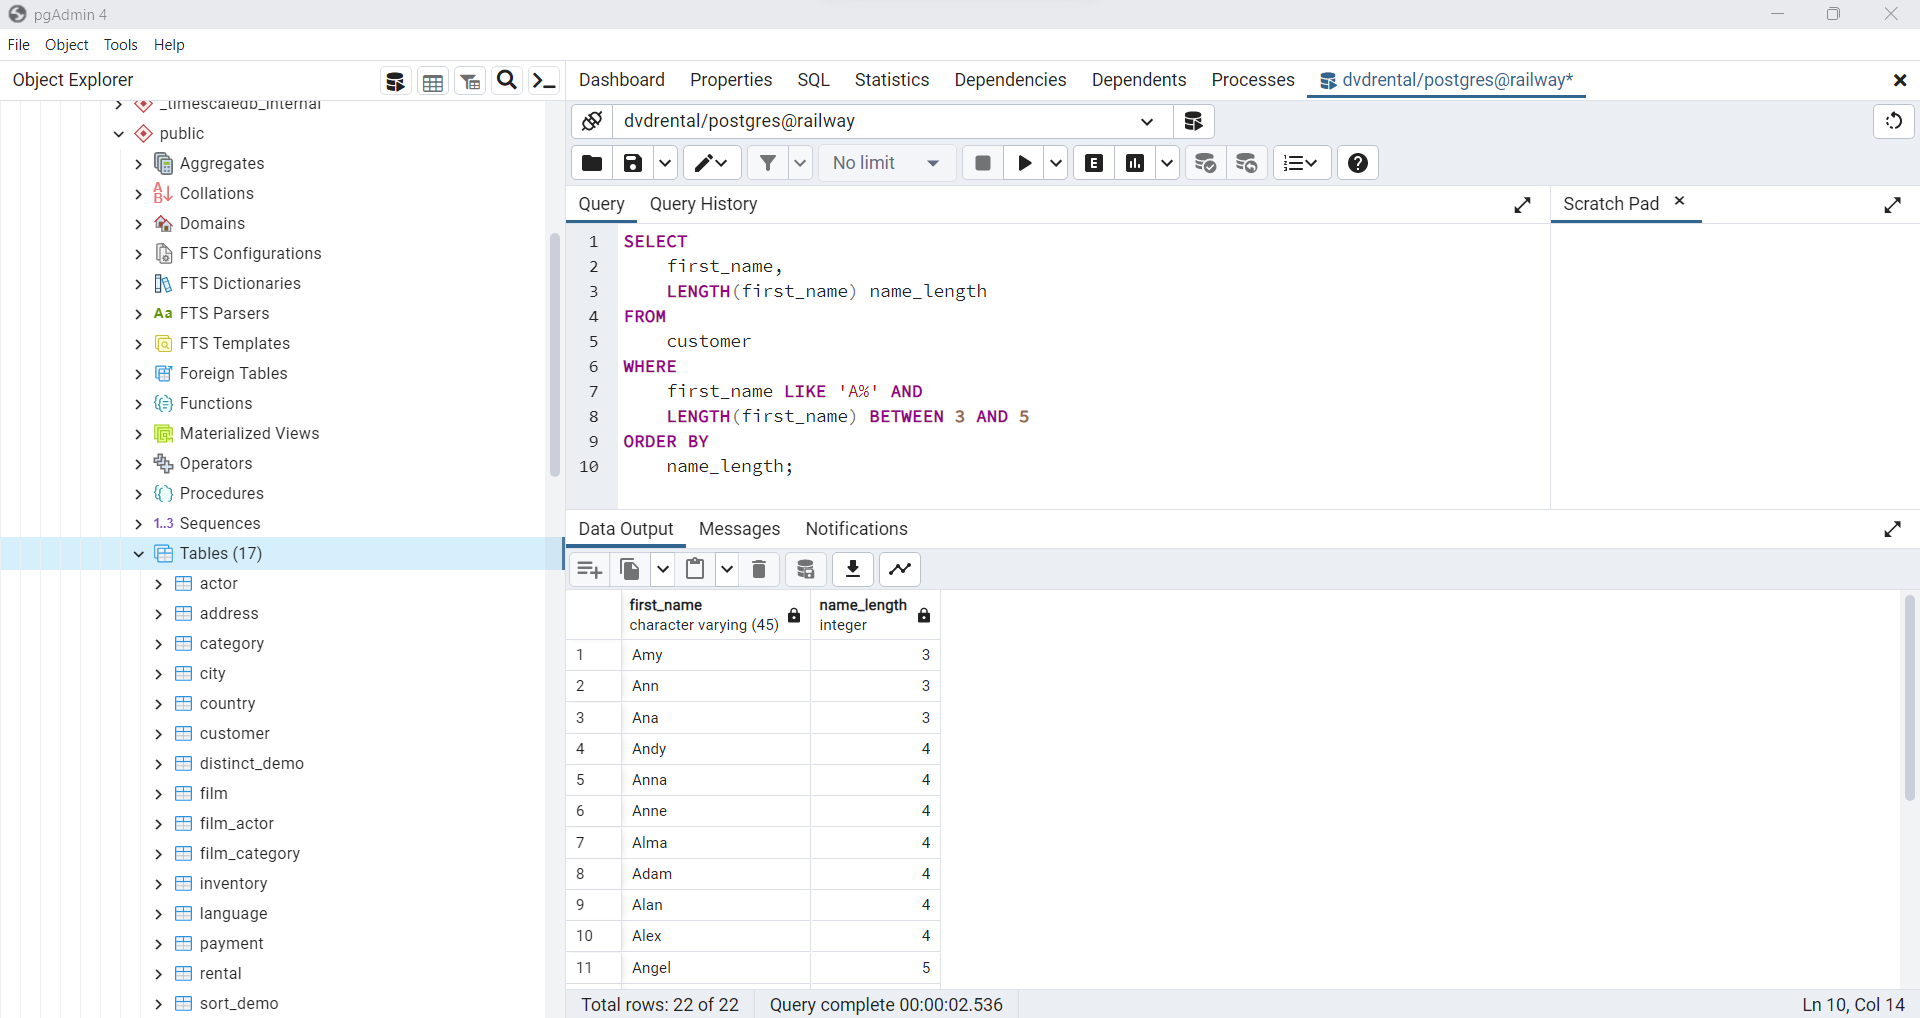 pgAdmin 4
File Object Tools Help
Object Explorer
Dashboard Properties SQL Statistics Dependencies Dependents Processes dvdrental/postgres@railway*
_timescaledb_internal
public
Aggregates
Collations
Domains
FTS Configurations
FTS Dictionaries
Aa FTS Parsers
FTS Templates
Foreign Tables
Functions
Materialized Views
Operators
Procedures
1..3 Sequences
Tables (17)
actor
address
category
city
country
customer
distinct_demo
film
film_actor
film_category
inventory
language
payment
rental
sort_demo
dvdrental/postgres@railway
No limit
E
Query Query History
Scratch Pad
1 SELECT
2 first_name,
3 LENGTH(first_name) name_length
4 FROM
5 customer
6 WHERE
7 first_name LIKE 'A%' AND
8 LENGTH(first_name) BETWEEN 3 AND 5
9 ORDER BY
10 name_length;
Data Output Messages Notifications
first_name name_length
character varying (45) integer
1 Amy 3
2 Ann 3
3 Ana 3
4 Andy 4
5 Anna 4
6 Anne 4
7 Alma 4
8 Adam 4
9 Alan 4
10 Alex 4
11 Angel 5
Total rows: 22 of 22 Query complete 00:00:02.536 Ln 10, Col 14